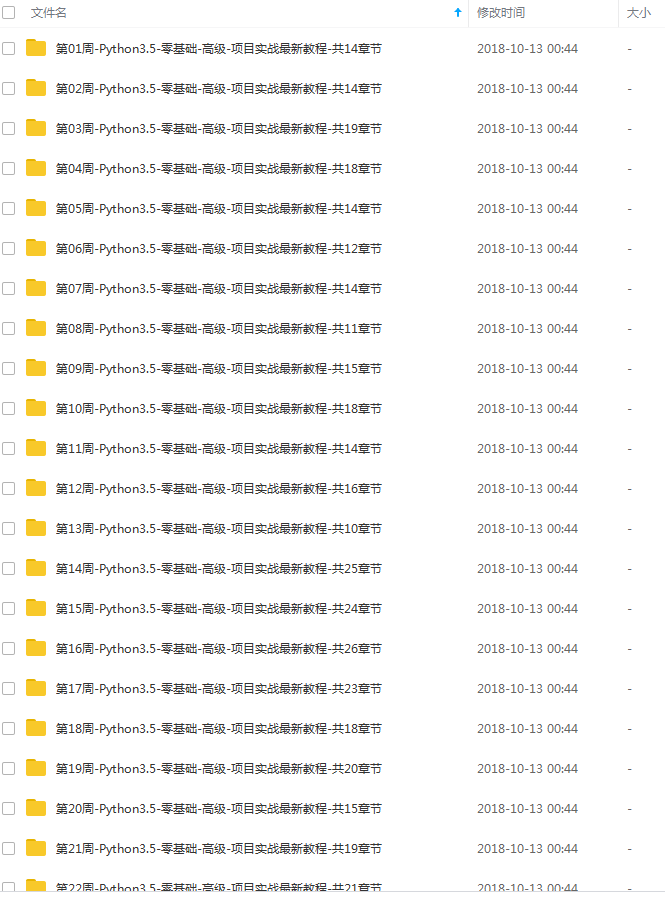 文件名 修改时间 大小
第01周-Python3.5-零基础-高级-项目实战最新教程-共14章节 2018-10-13 00:44 -
第02周-Python3.5-零基础-高级-项目实战最新教程-共14章节 2018-10-13 00:44 -
第03周-Python3.5-零基础-高级-项目实战最新教程-共19章节 2018-10-13 00:44 -
第04周-Python3.5-零基础-高级-项目实战最新教程-共18章节 2018-10-13 00:44 -
第05周-Python3.5-零基础-高级-项目实战最新教程-共14章节 2018-10-13 00:44 -
第06周-Python3.5-零基础-高级-项目实战最新教程-共12章节 2018-10-13 00:44 -
第07周-Python3.5-零基础-高级-项目实战最新教程-共14章节 2018-10-13 00:44 -
第08周-Python3.5-零基础-高级-项目实战最新教程-共11章节 2018-10-13 00:44 -
第09周-Python3.5-零基础-高级-项目实战最新教程-共15章节 2018-10-13 00:44 -
第10周-Python3.5-零基础-高级-项目实战最新教程-共18章节 2018-10-13 00:44 -
第11周-Python3.5-零基础-高级-项目实战最新教程-共14章节 2018-10-13 00:44 -
第12周-Python3.5-零基础-高级-项目实战最新教程-共16章节 2018-10-13 00:44 -
第13周-Python3.5-零基础-高级-项目实战最新教程-共10章节 2018-10-13 00:44 -
第14周-Python3.5-零基础-高级-项目实战最新教程-共25章节 2018-10-13 00:44 -
第15周-Python3.5-零基础-高级-项目实战最新教程-共24章节 2018-10-13 00:44 -
第16周-Python3.5-零基础-高级-项目实战最新教程-共26章节 2018-10-13 00:44 -
第17周-Python3.5-零基础-高级-项目实战最新教程-共23章节 2018-10-13 00:44 -
第18周-Python3.5-零基础-高级-项目实战最新教程-共18章节 2018-10-13 00:44 -
第19周-Python3.5-零基础-高级-项目实战最新教程-共20章节 2018-10-13 00:44 -
第20周-Python3.5-零基础-高级-项目实战最新教程-共15章节 2018-10-13 00:44 -
第21周-Python3.5-零基础-高级-项目实战最新教程-共19章节 2018-10-13 00:44 -
第22周-Python3.5-零基础-高级-项目实战最新教程-共21章节 2018-10-13 00:44 -